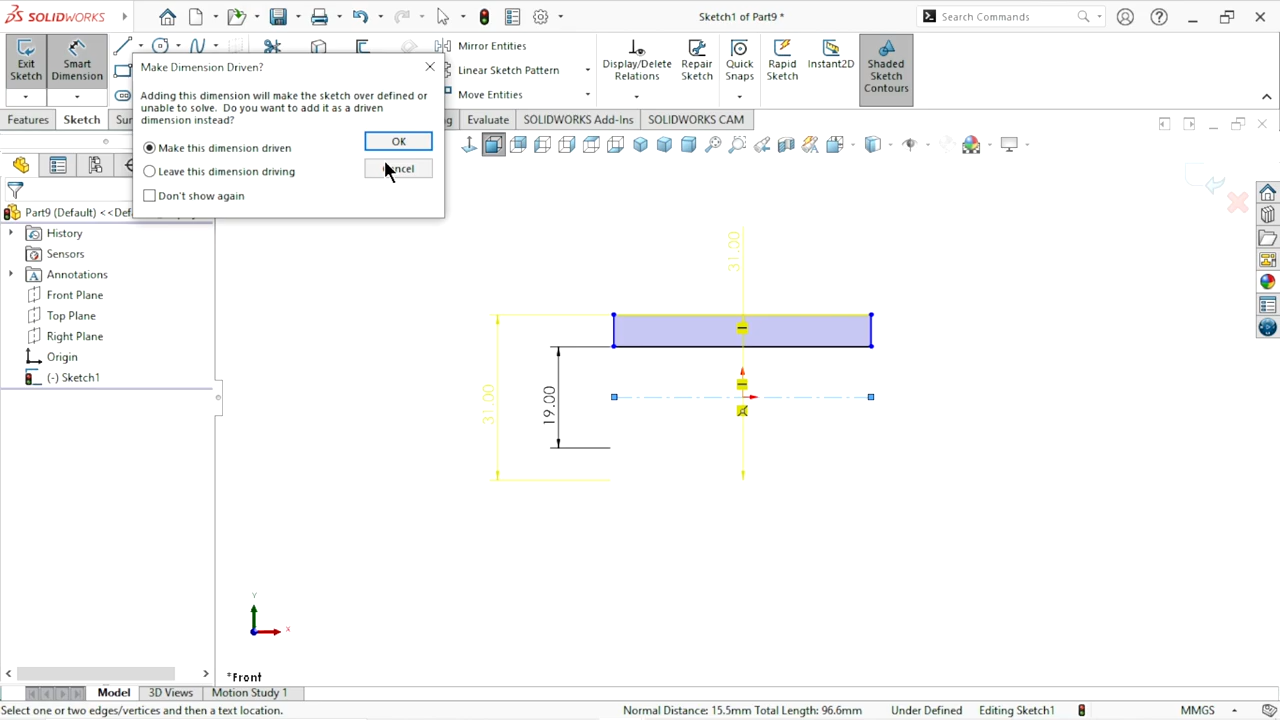 SOLIDWORKS
Sketch1 of Part9 *
Search Commands
Exit Sketch
Smart Dimension
Mirror Entities
Linear Sketch Pattern
Move Entities
Display/Delete Relations
Repair Sketch
Quick Snaps
Rapid Sketch
Instant2D
Shaded Sketch Contours
Make Dimension Driven?
Adding this dimension will make the sketch over defined or
unable to solve. Do you want to add it as a driven
dimension instead?
Make this dimension driven
OK
Leave this dimension driving
Don't show again
Features
Sketch
Evaluate
SOLIDWORKS Add-Ins
SOLIDWORKS CAM
Part9 (Default) <<Def
History
Sensors
Annotations
Front Plane
Top Plane
Right Plane
Origin
(-) Sketch1
31.00
31.00
19.00
Y
X
*Front
Model
3D Views
Motion Study 1
Select one or two edges/vertices and then a text location.
Normal Distance: 15.5mm Total Length: 96.6mm
Under Defined
Editing Sketch1
MMGS